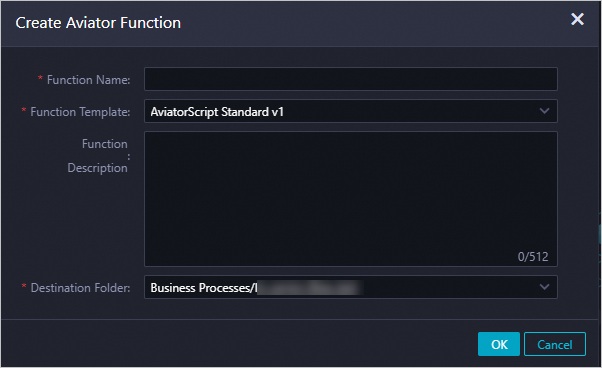 Create Aviator Function
* Function Name:
* Function Template: AviatorScript Standard v1
Function
:
Description
0/512
* Destination Folder: Business Processes/
OK Cancel